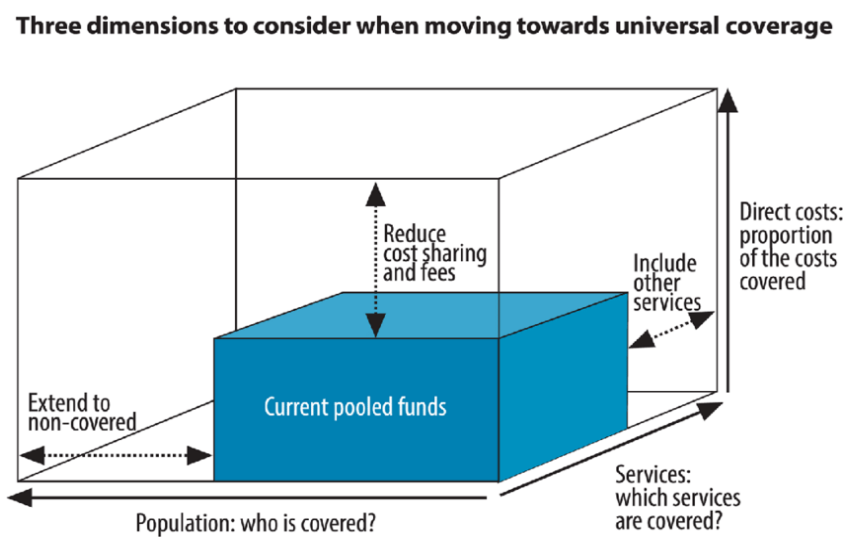 Three dimensions to consider when moving towards universal coverage
Reduce
cost sharing
and fees
Include
other
services
Direct costs:
proportion
of the costs
covered
Extend to
non-covered
Current pooled funds
Population: who is covered?
Services:
which services
are covered?